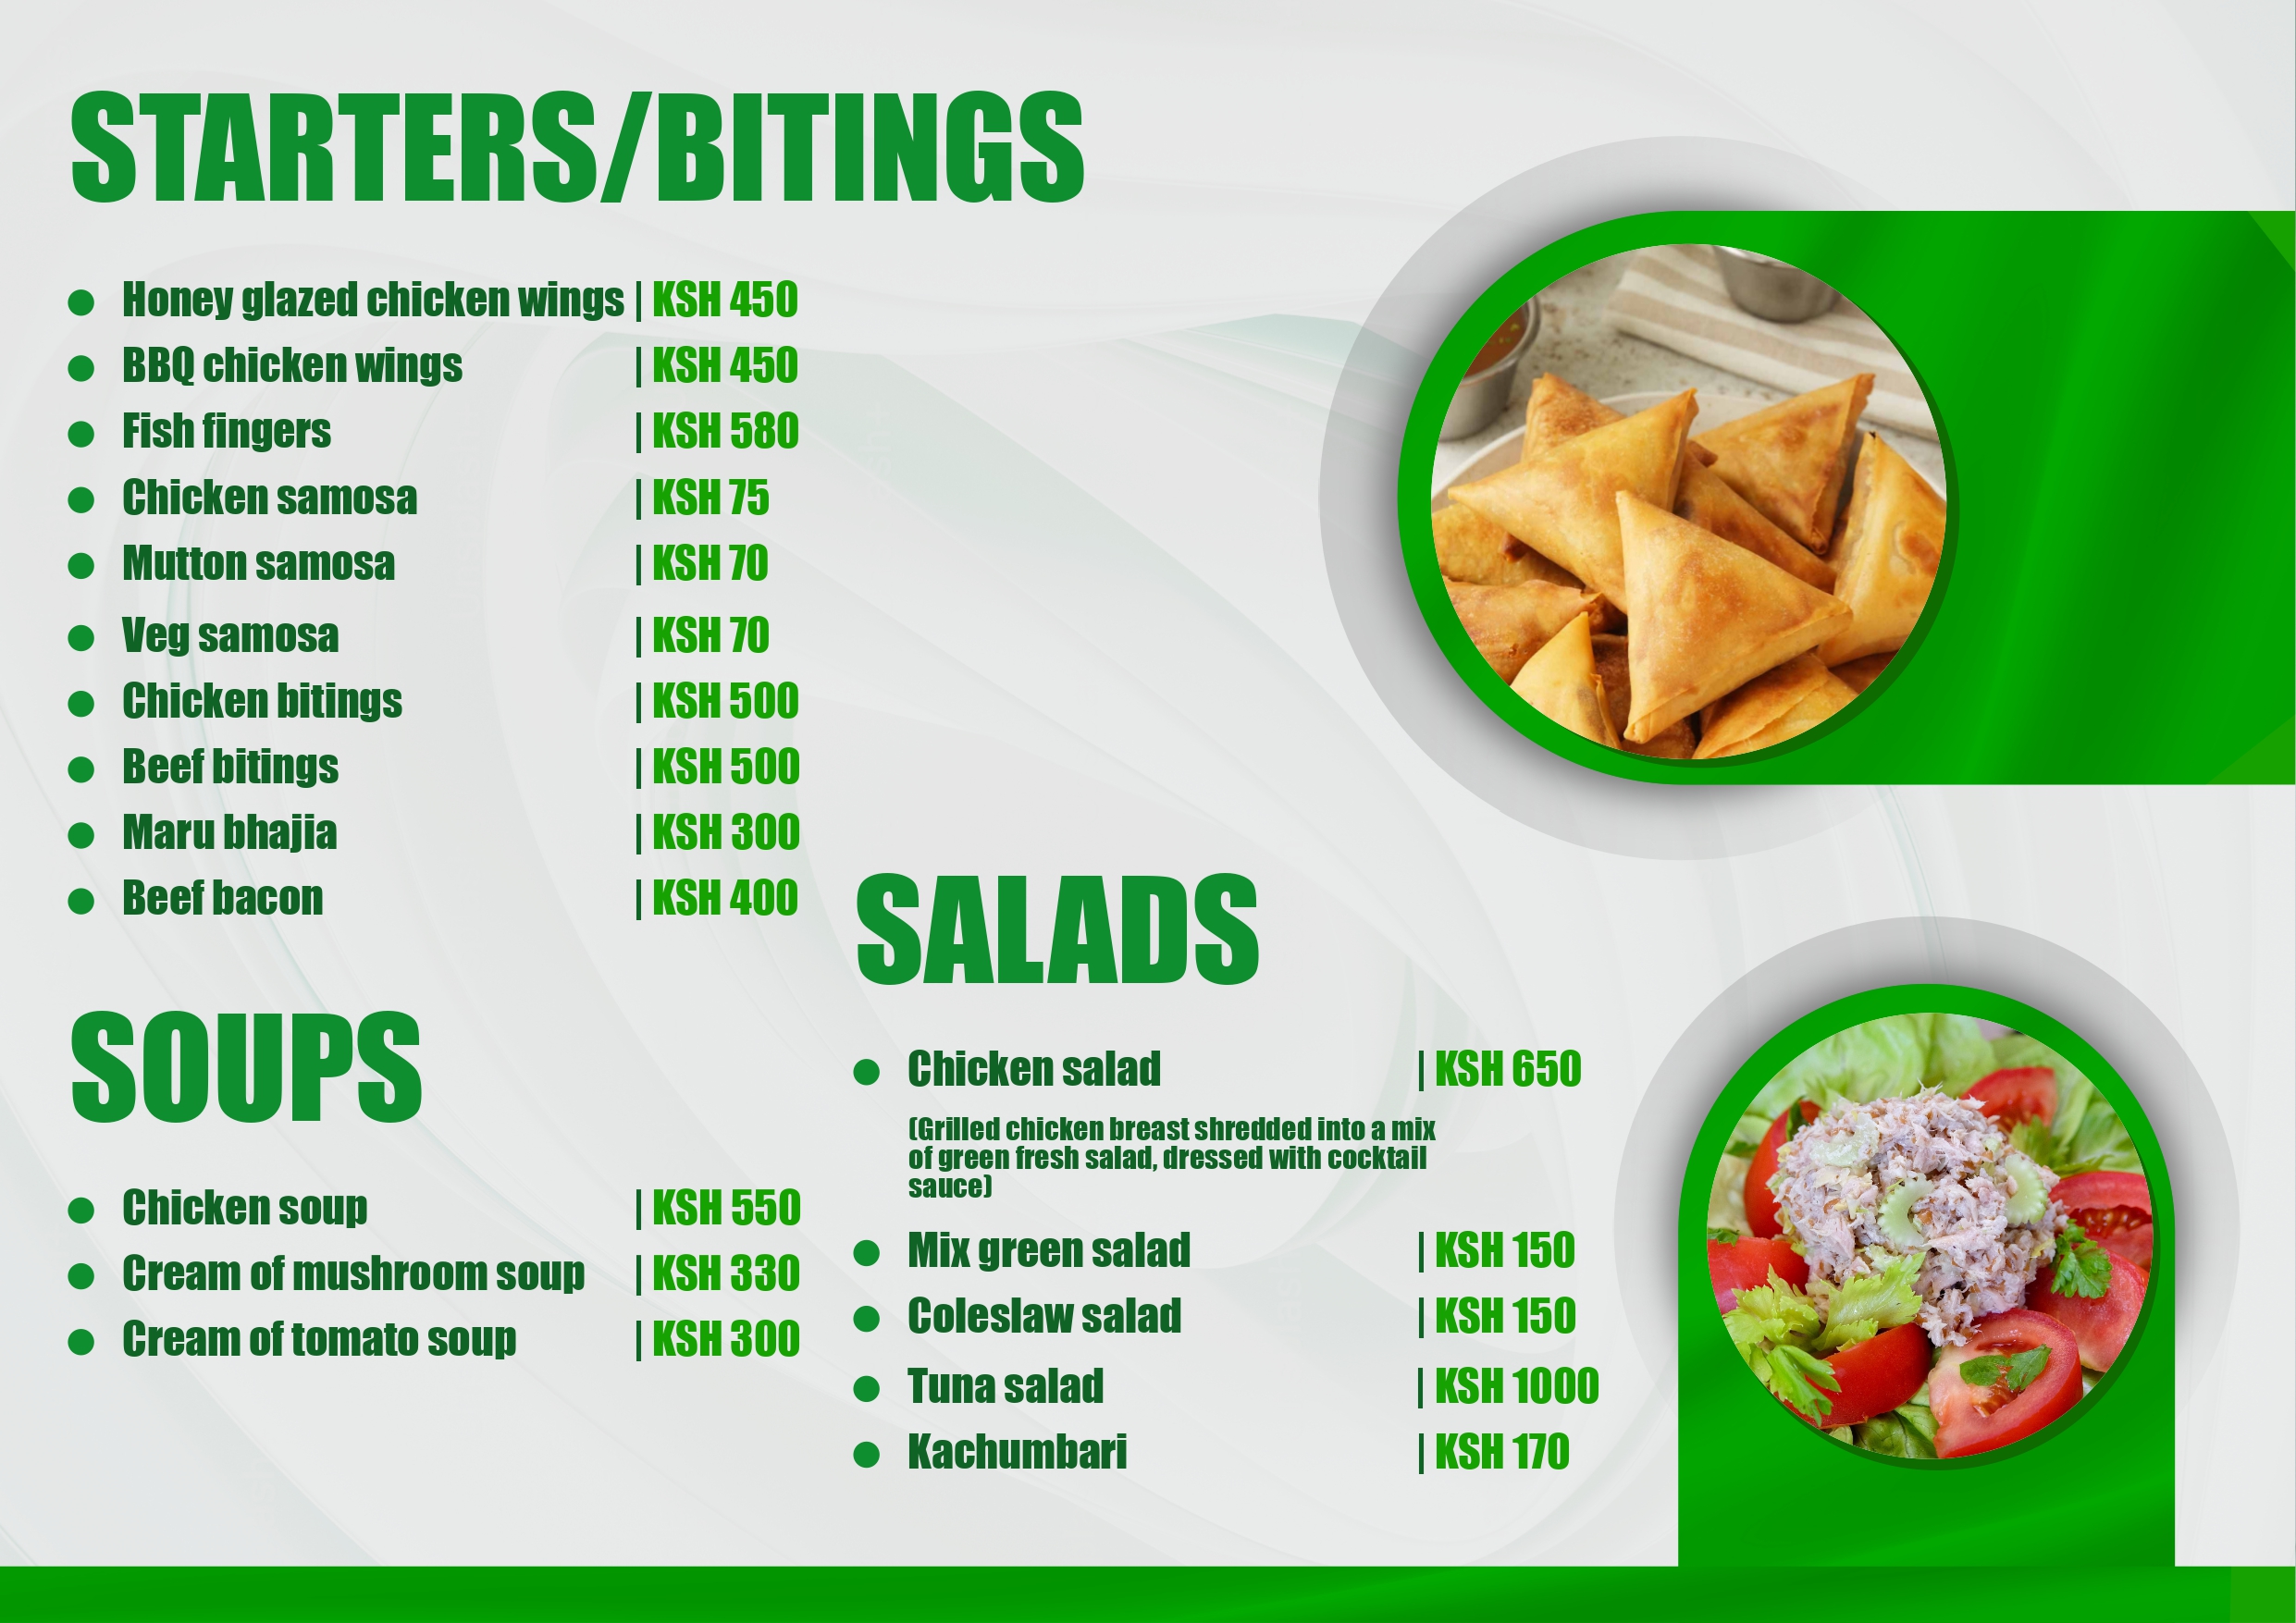 STARTERS/BITINGS
Honey glazed chicken wings | KSH 450
BBQ chicken wings | KSH 450
Fish fingers | KSH 580
Chicken samosa | KSH 75
Mutton samosa | KSH 70
Veg samosa | KSH 70
Chicken bitings | KSH 500
Beef bitings | KSH 500
Maru bhajia | KSH 300
Beef bacon | KSH 400
SOUPS
Chicken soup | KSH 550
Cream of mushroom soup | KSH 330
Cream of tomato soup | KSH 300
SALADS
Chicken salad | KSH 650
(Grilled chicken breast shredded into a mix
of green fresh salad, dressed with cocktail
sauce)
Mix green salad | KSH 150
Coleslaw salad | KSH 150
Tuna salad | KSH 1000
Kachumbari | KSH 170